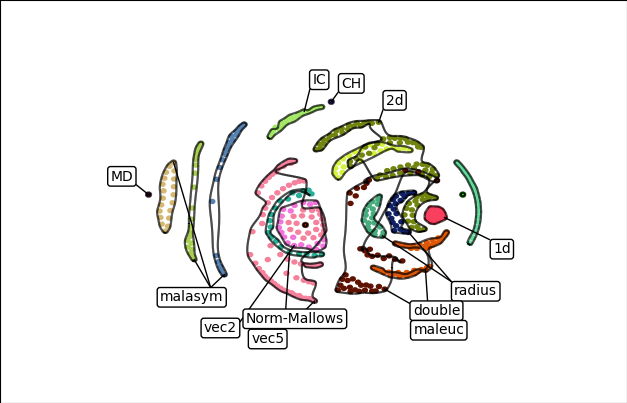 IC
CH
2d
MD
1d
malasym
radius
double
Norm-Mallows
vec2
maleuc
vec5